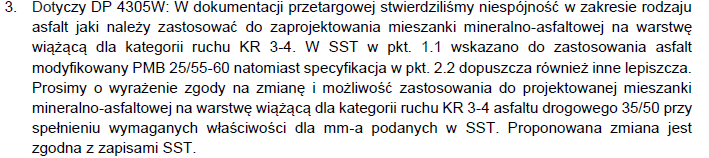 3. Dotyczy DP 4305W: W dokumentacji przetargowej stwierdziliśmy niespójność w zakresie rodzaju
asfalt jaki należy zastosować do zaprojektowania mieszanki mineralno-asfaltowej na warstwę
wiążącą dla kategorii ruchu KR 3-4. W SST w pkt. 1.1 wskazano do zastosowania asfalt
modyfikowany PMB 25/55-60 natomiast specyfikacja w pkt. 2.2 dopuszcza również inne lepiszcza.
Prosimy o wyrażenie zgody na zmianę i możliwość zastosowania do projektowanej mieszanki
mineralno-asfaltowej na warstwę wiążącą dla kategorii ruchu KR 3-4 asfaltu drogowego 35/50 przy
spełnieniu wymaganych właściwości dla mm-a podanych w SST. Proponowana zmiana jest
zgodna z zapisami SST.